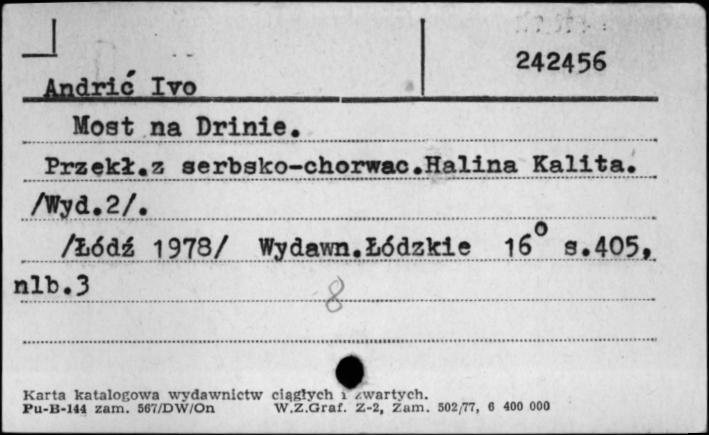 242456
Andrić Ivo
Most na Drinie.
Przekł.z serbsko-chorwac.Halina Kalita.
/Wyd.2/.
/Łódź 1978/ Wydawn.Łódzkie 16° s.405,
nlb.3
8
Karta katalogowa wydawnictw ciągłych i zwartych.
Pu-B-144 zam. 567/DW/On W.Z.Graf. Z-2, Zam. 502/77, 6 400 000